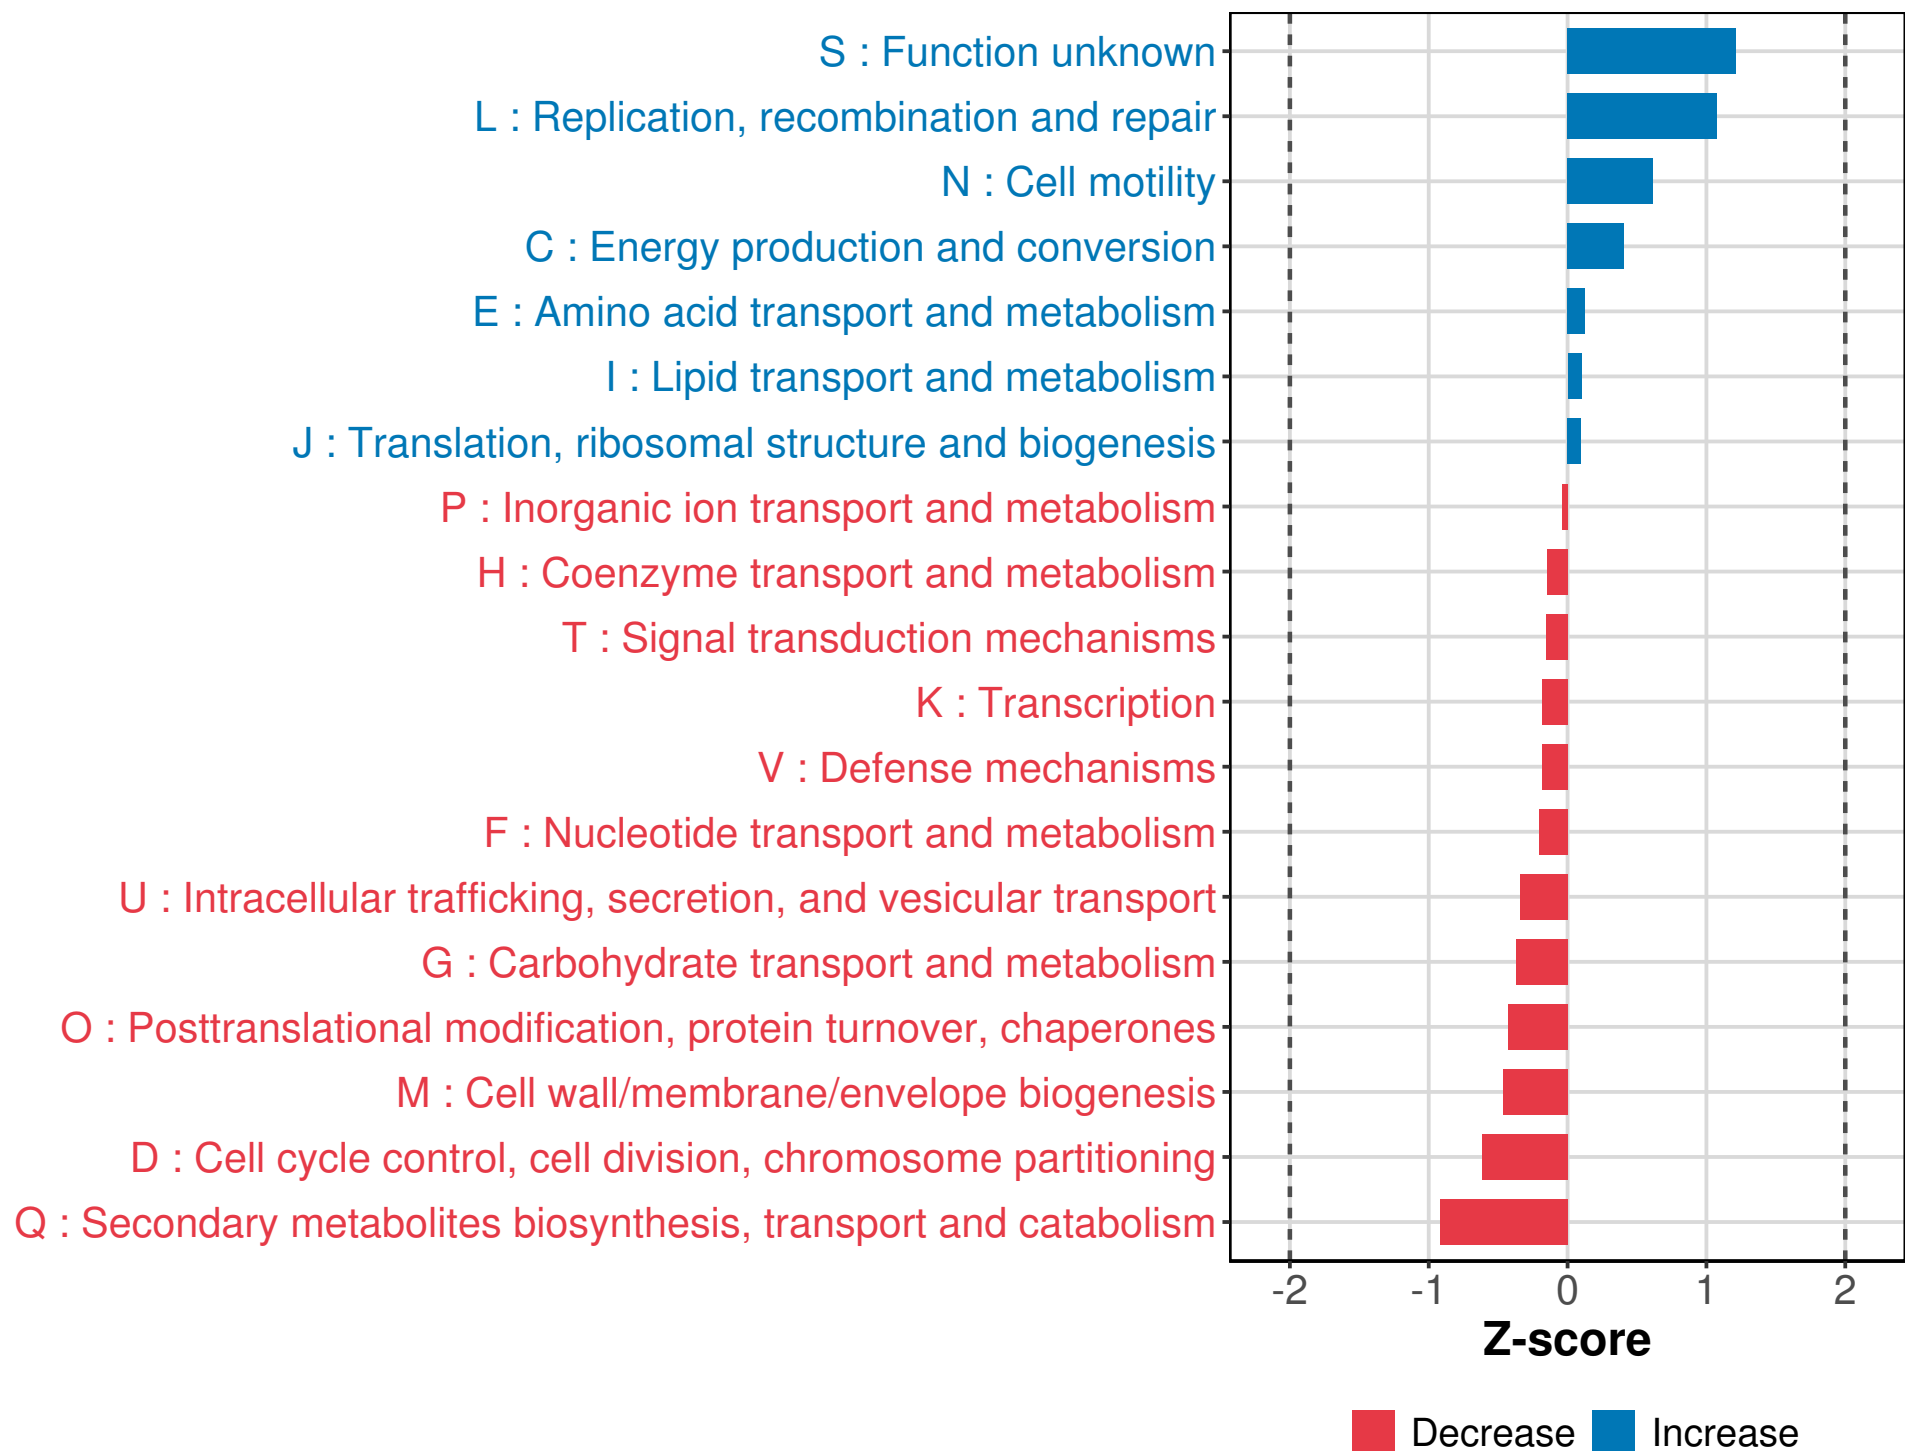 S : Function unknown
L : Replication, recombination and repair
N : Cell motility
C : Energy production and conversion
E : Amino acid transport and metabolism
I : Lipid transport and metabolism
J : Translation, ribosomal structure and biogenesis
P : Inorganic ion transport and metabolism
H : Coenzyme transport and metabolism
T : Signal transduction mechanisms
K : Transcription
V : Defense mechanisms
F : Nucleotide transport and metabolism
U : Intracellular trafficking, secretion, and vesicular transport
G : Carbohydrate transport and metabolism
O : Posttranslational modification, protein turnover, chaperones
M : Cell wall/membrane/envelope biogenesis
D : Cell cycle control, cell division, chromosome partitioning
Q : Secondary metabolites biosynthesis, transport and catabolism
-2 -1 0 1 2
Z-score
Decrease Increase